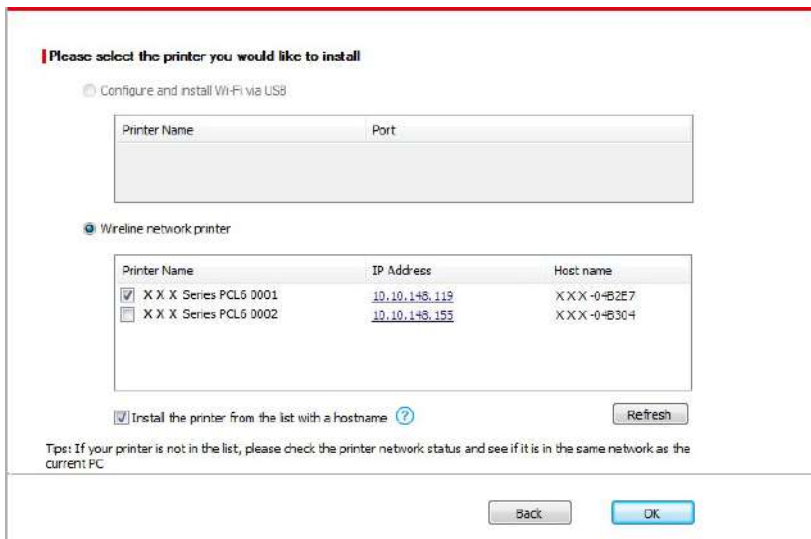 Please select the printer you would like to install
Configure and install Wi-Fi via USB
Printer Name Port
Wireline network printer
Printer Name IP Address Host name
X X X Series PCL6 0001 10.10.148.119 XXX-04B2E7
X X X Series PCL6 0002 10.10.148.155 XXX-04B304
Install the printer from the list with a hostname ? Refresh
Tips: If your printer is not in the list, please check the printer network status and see if it is in the same network as the
current PC
Back OK